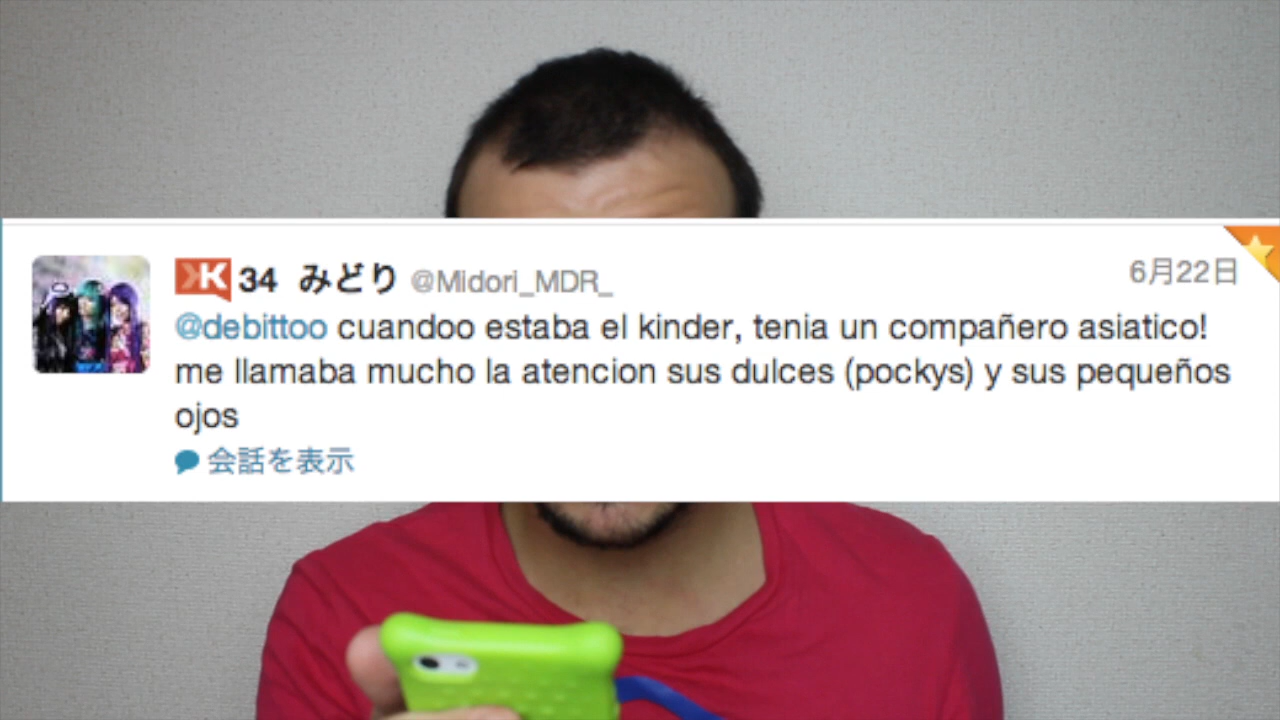 K 34 みどり @Midori_MDR_ 6月22日
@debittoo cuandoo estaba el kinder, tenia un compañero asiatico!
me llamaba mucho la atencion sus dulces (pockys) y sus pequeños
ojos
会話を表示